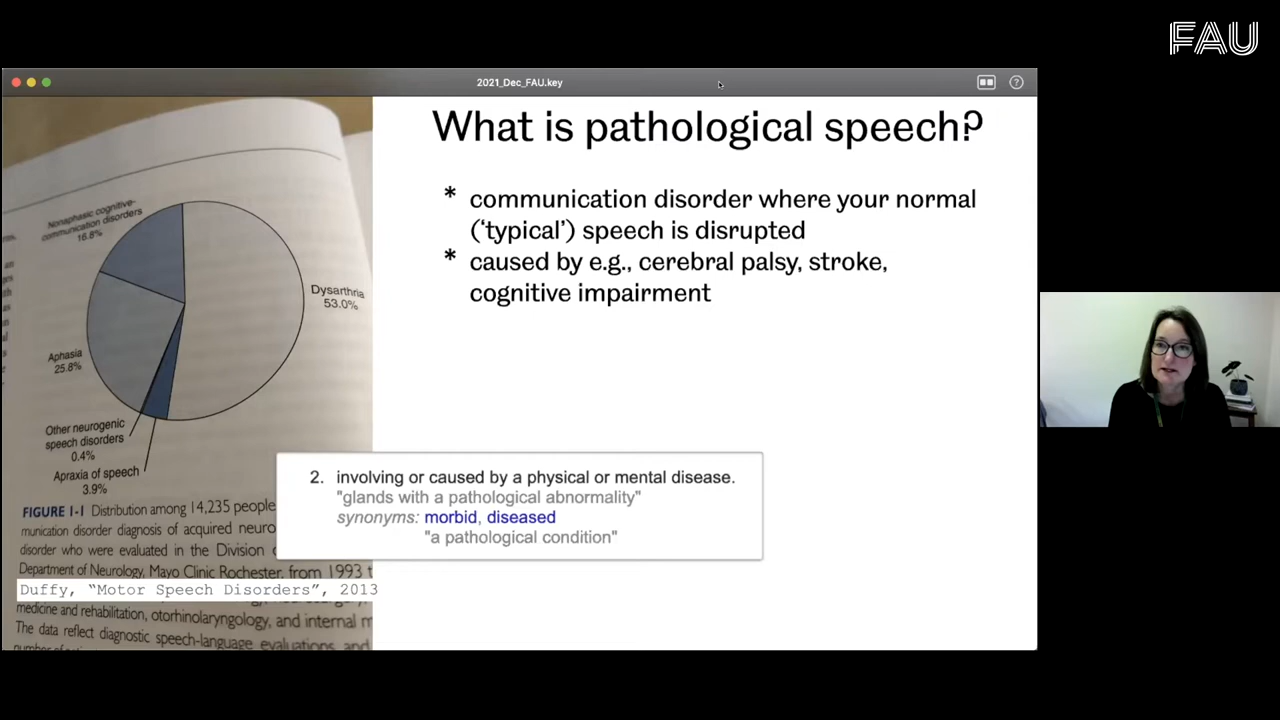 FAU
2021_Dec_FAU.key
What is pathological speech?
* communication disorder where your normal
('typical') speech is disrupted
* caused by e.g., cerebral palsy, stroke,
cognitive impairment
Nonaphasic cognitive-
communication disorders
16.8%
Dysarthria
53.0%
Aphasia
25.8%
Other neurogenic
speech disorders
0.4%
Apraxia of speech
3.9%
FIGURE 1-1 Distribution among 14,235 people
munication disorder diagnosis of acquired neuro
disorder who were evaluated in the Division
Department of Neurology, Mayo Clinic Rochester, from 1993
Duffy, “Motor Speech Disorders”, 2013
medicine and rehabilitation, otorhinolaryngology, and internal
The data reflect diagnostic speech-language evaluations, and
2. involving or caused by a physical or mental disease.
"glands with a pathological abnormality"
synonyms: morbid, diseased
"a pathological condition"